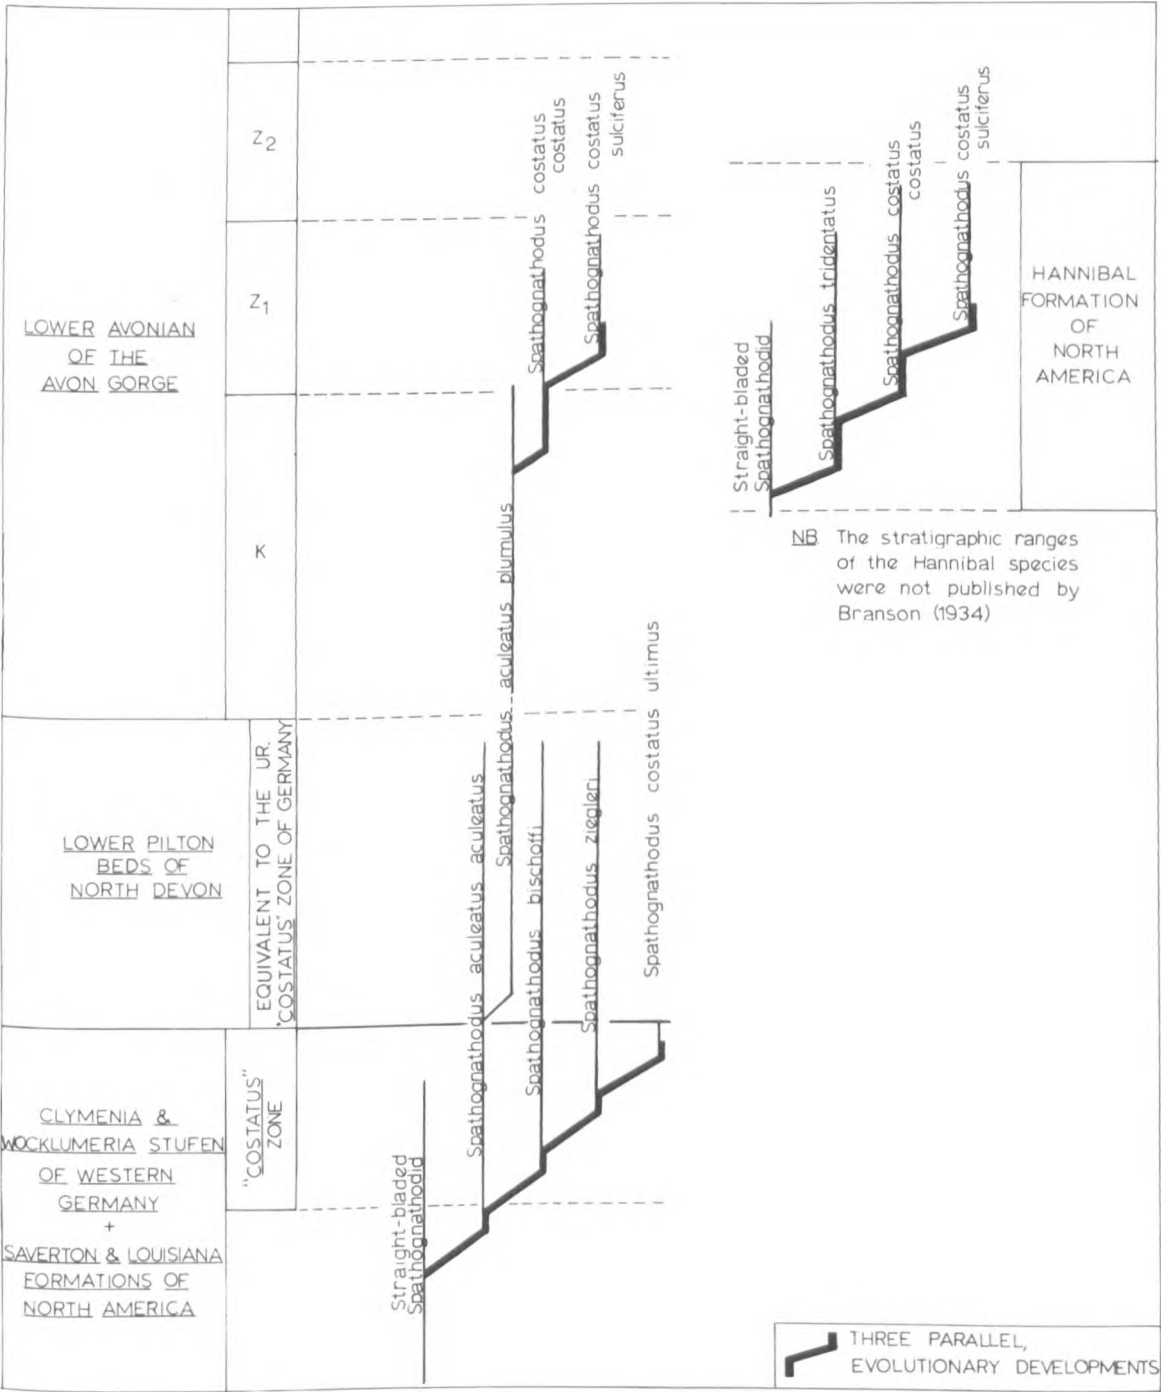 LOWER AVONIAN
OF THE
AVON GORGE
Z2
Z1
K
Spathognathodus costatus
costatus
Spathognathodus costatus
sulciferus
Spathognathodus aculeatus plumulus
Straight-bladed
Spathognathodid
Spathognathodus tridentatus
Spathognathodus costatus
costatus
Spathognathodus costatus
sulciferus
HANNIBAL
FORMATION
OF
NORTH
AMERICA
NB The stratigraphic ranges
of the Hannibal species
were not published by
Branson (1934)
LOWER PILTON
BEDS OF
NORTH DEVON
EQUIVALENT TO THE UR.
'COSTATUS' ZONE OF GERMANY
Spathognathodus aculeatus aculeatus
Spathognathodus bischoffi
Spathognathodus ziegleri
Spathognathodus costatus ultimus
CLYMENIA &
WOCKLUMERIA STUFEN
OF WESTERN
GERMANY
+
SAVERTON & LOUISIANA
FORMATIONS OF
NORTH AMERICA
"COSTATUS"
ZONE
Straight-bladed
Spathognathodid
THREE PARALLEL,
EVOLUTIONARY DEVELOPMENTS